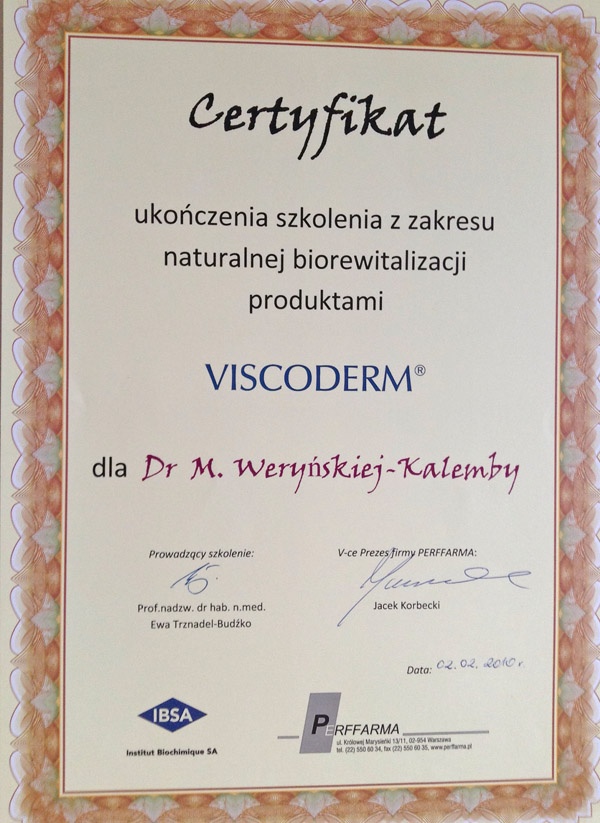 Certyfikat
ukończenia szkolenia z zakresu
naturalnej biorewitalizacji
produktami
VISCODERM®
dla Dr M. Weryńskiej-Kalemby
Prowadzący szkolenie:
V-ce Prezes firmy PERFFARMA:
Prof.nadzw. dr hab. n.med.
Ewa Trznadel-Budźko
Jacek Korbecki
Data: 02.02.2010 r.
IBSA
Institut Biochimique SA
PERFFARMA
ul. Królowej Marysieńki 13/11, 02-954 Warszawa
tel. (22) 550 60 34, fax (22) 550 60 35, www.perffarma.pl